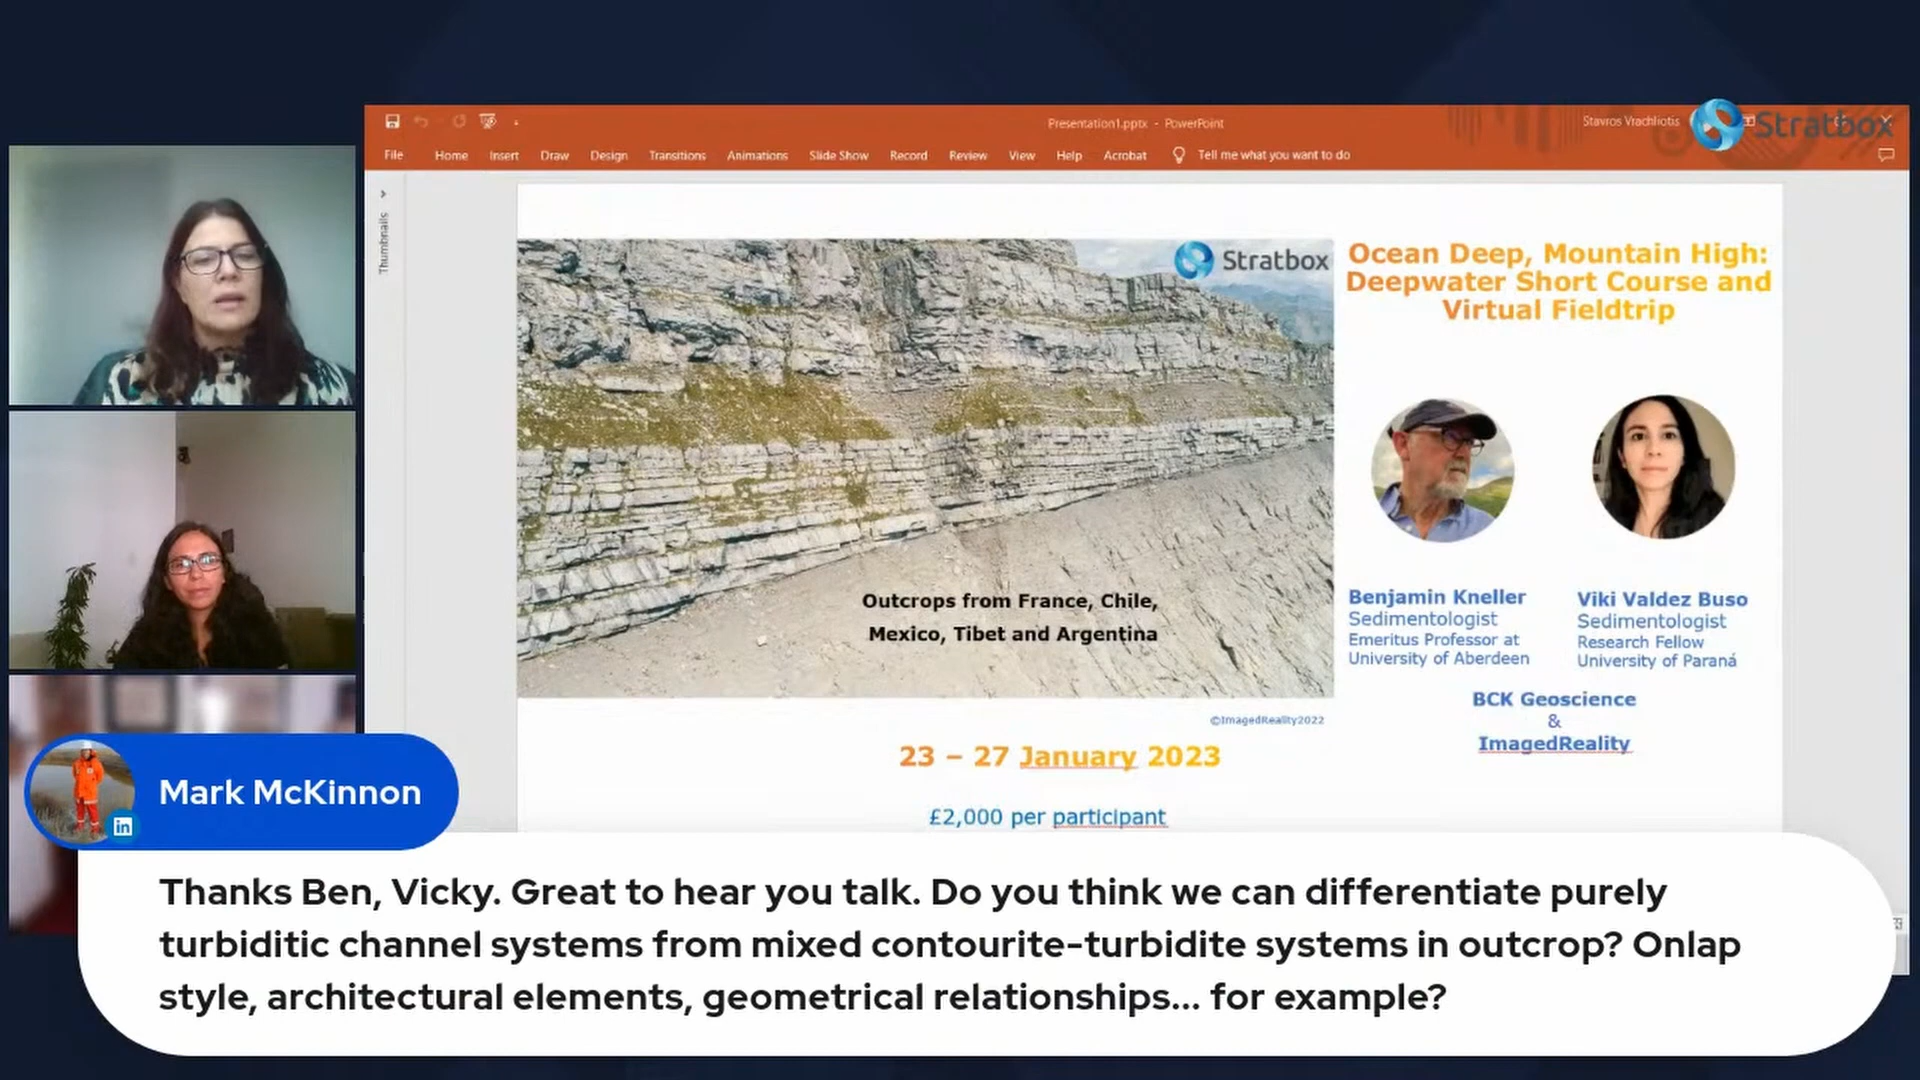 Presentation1.pptx - PowerPoint
Stavros Vrachliotis
Stratbox
File Home Insert Draw Design Transitions Animations Slide Show Record Review View Help Acrobat Tell me what you want to do
Thumbnails
Stratbox
Ocean Deep, Mountain High:
Deepwater Short Course and
Virtual Fieldtrip
Outcrops from France, Chile,
Mexico, Tibet and Argentina
Benjamin Kneller
Sedimentologist
Emeritus Professor at
University of Aberdeen
Viki Valdez Buso
Sedimentologist
Research Fellow
University of Paraná
BCK Geoscience
&
ImagedReality
©ImagedReality2022
23 – 27 January 2023
£2,000 per participant
in
Mark McKinnon
Thanks Ben, Vicky. Great to hear you talk. Do you think we can differentiate purely
turbiditic channel systems from mixed contourite-turbidite systems in outcrop? Onlap
style, architectural elements, geometrical relationships... for example?